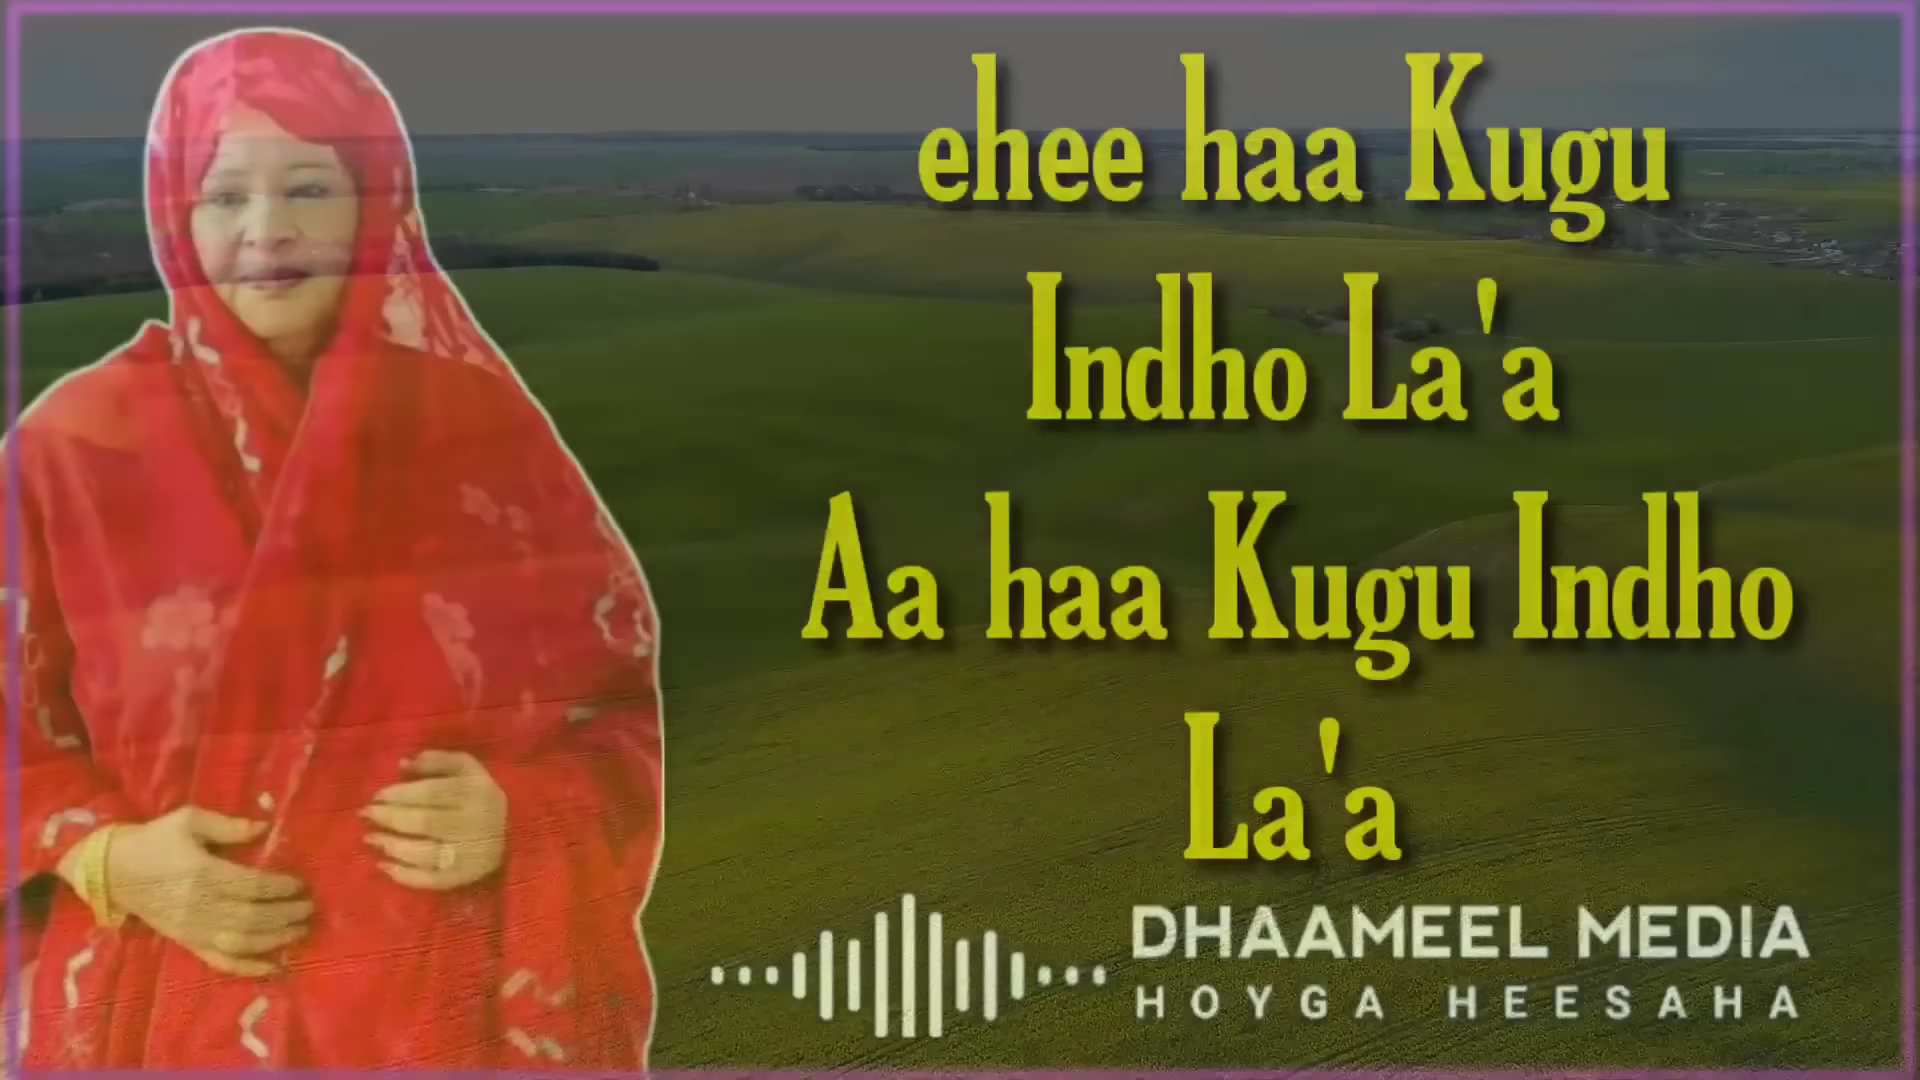 ehee haa Kugu
Indho La'a
Aa haa Kugu Indho
La'a
DHAAMEEL MEDIA
HOYGA HEESAHA